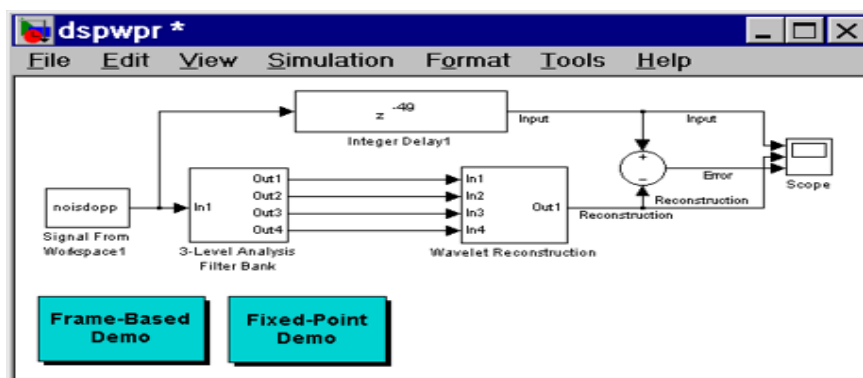 dspwpr *
File Edit View Simulation Format Tools Help
z -49
Input
Input
Integer Delay1
+
−
Error
Scope
Out1
Out2
Out3
Out4
In1
In1
In2
In3
In4
Out1
noisdopp
Reconstruction
Reconstruction
Signal From
Workspace1
3-Level Analysis
Filter Bank
Wavelet Reconstruction
Frame-Based
Demo
Fixed-Point
Demo